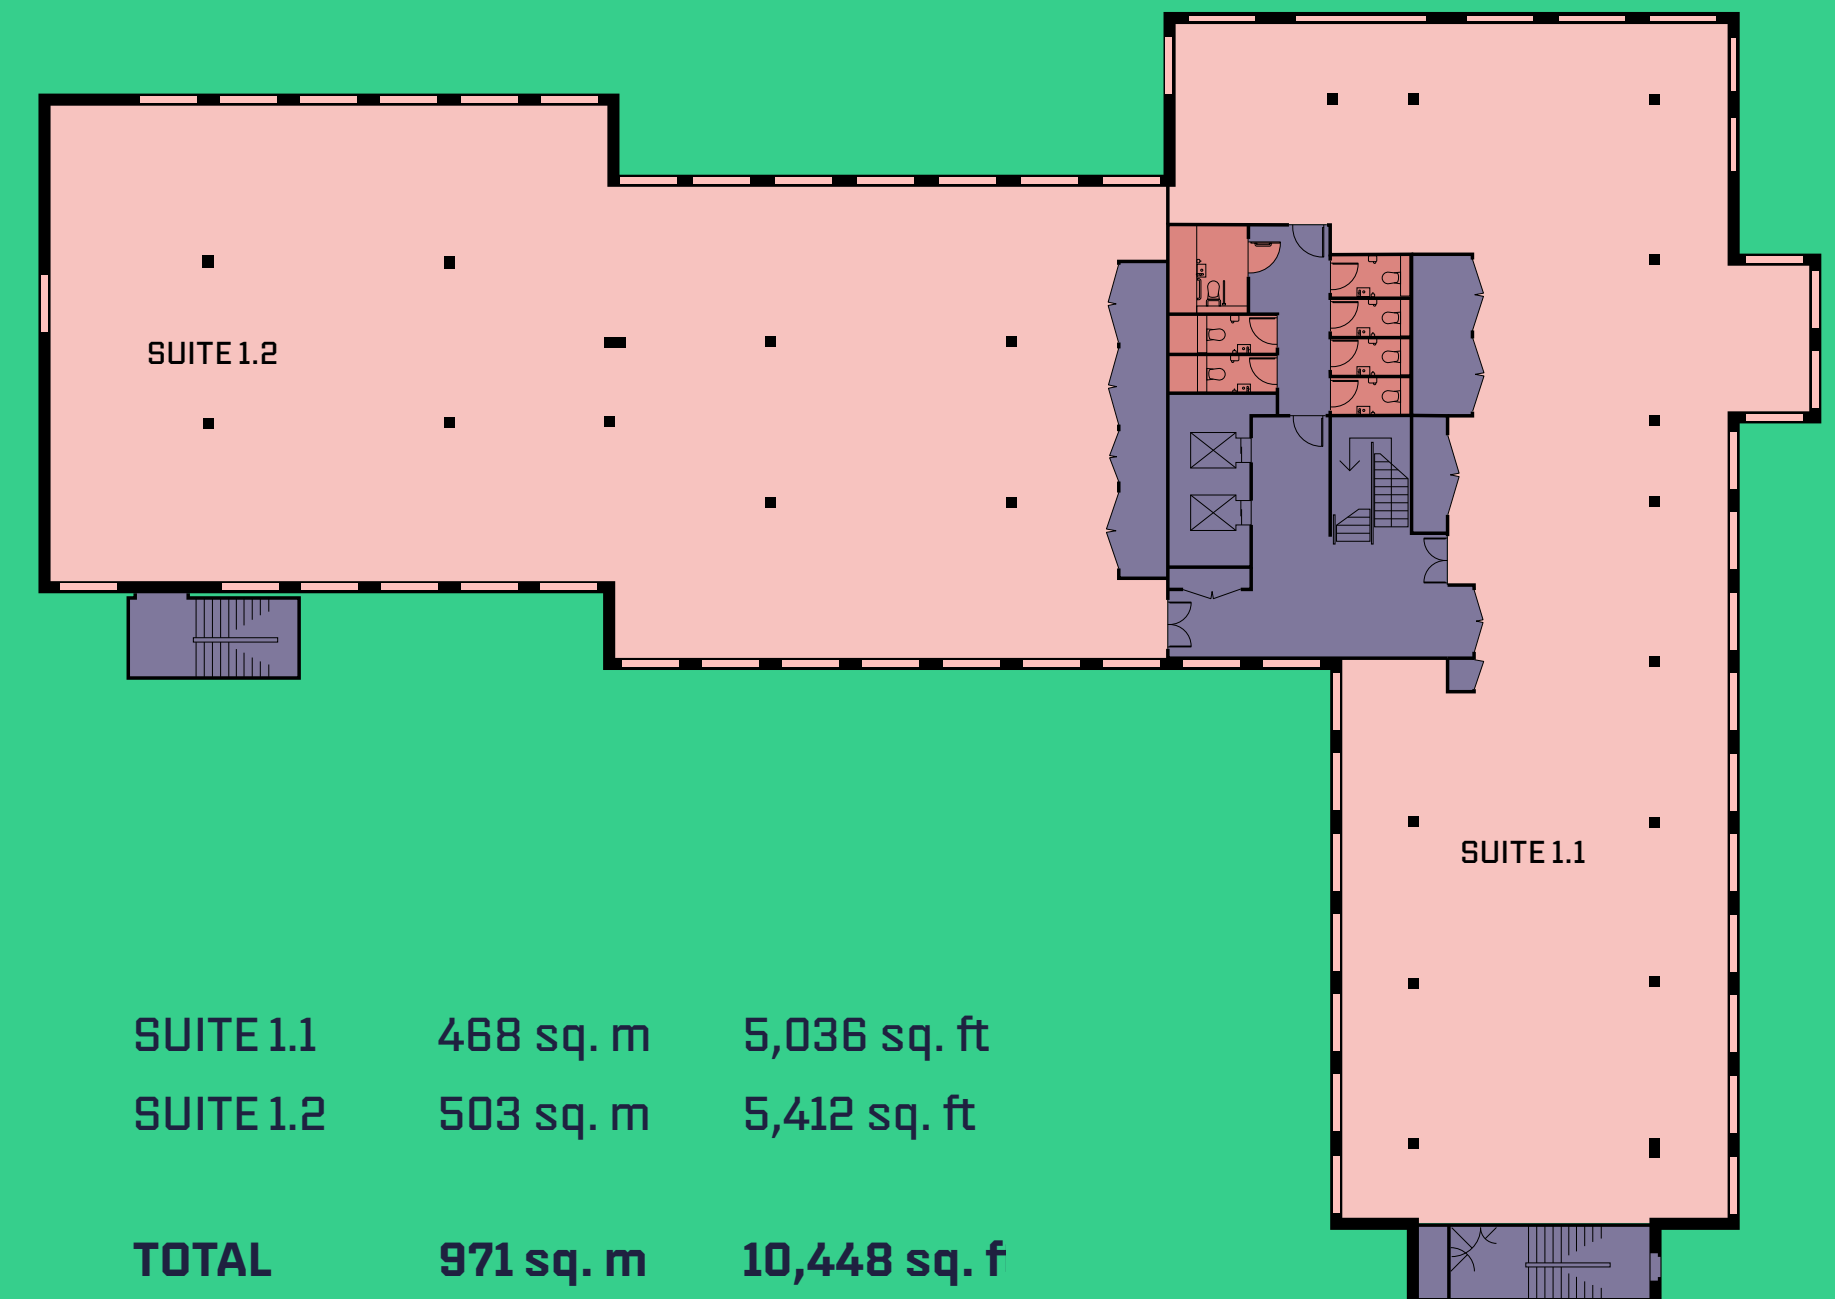 SUITE 1.2
SUITE 1.1
SUITE 1.1 468 sq. m 5,036 sq. ft
SUITE 1.2 503 sq. m 5,412 sq. ft
TOTAL 971 sq. m 10,448 sq. f